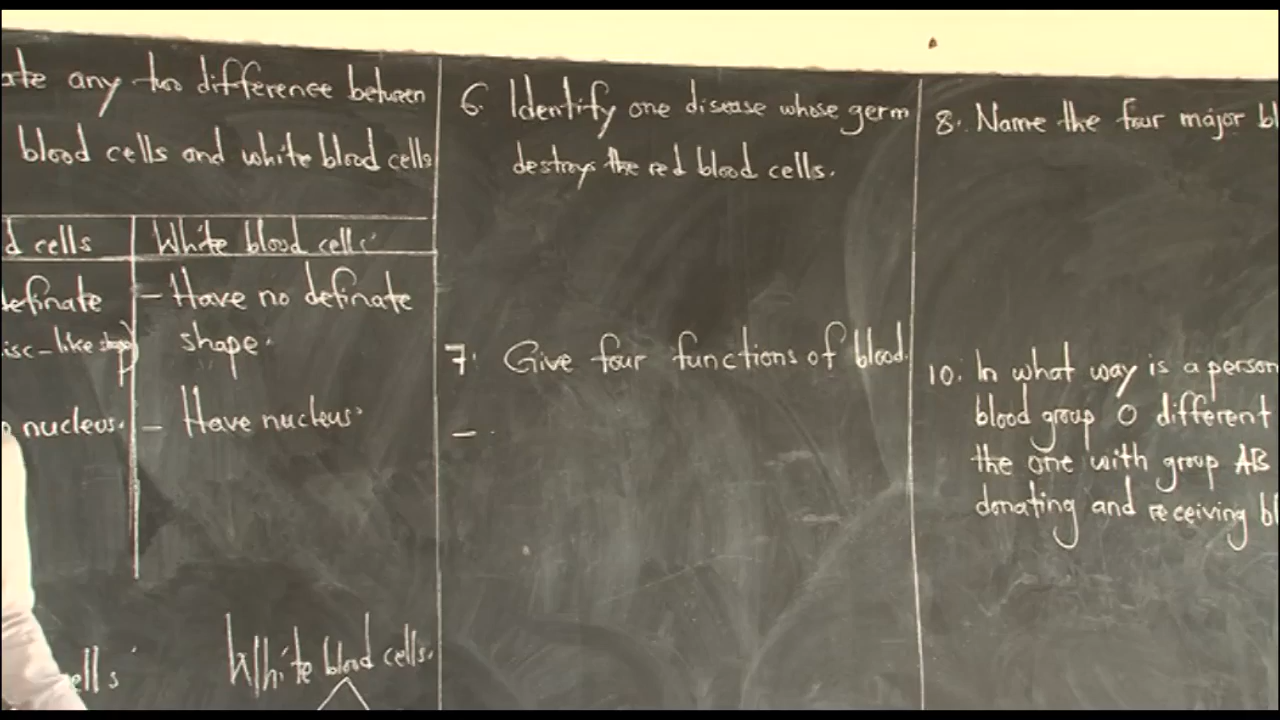 ate any two difference between
blood cells and white blood cells
d cells
White blood cells
definate
- Have no definate
isc-like shape)
shape.
nucleus.
- Have nucleus.
ells
White blood cells.
6. Identify one disease whose germ
destroys the red blood cells.
7. Give four functions of blood.
-
8. Name the four major bl
10. In what way is a person
blood group O different
the one with group AB
donating and receiving bl